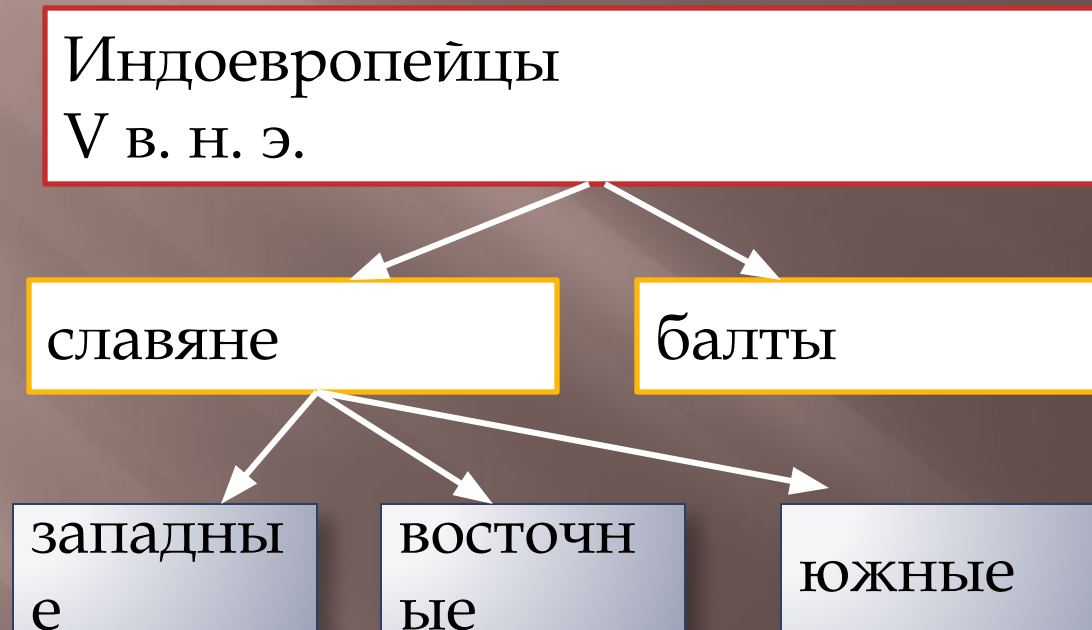 Индоевропейцы
V в. н. э.
славяне
балты
западны
е
восточн
ые
южные